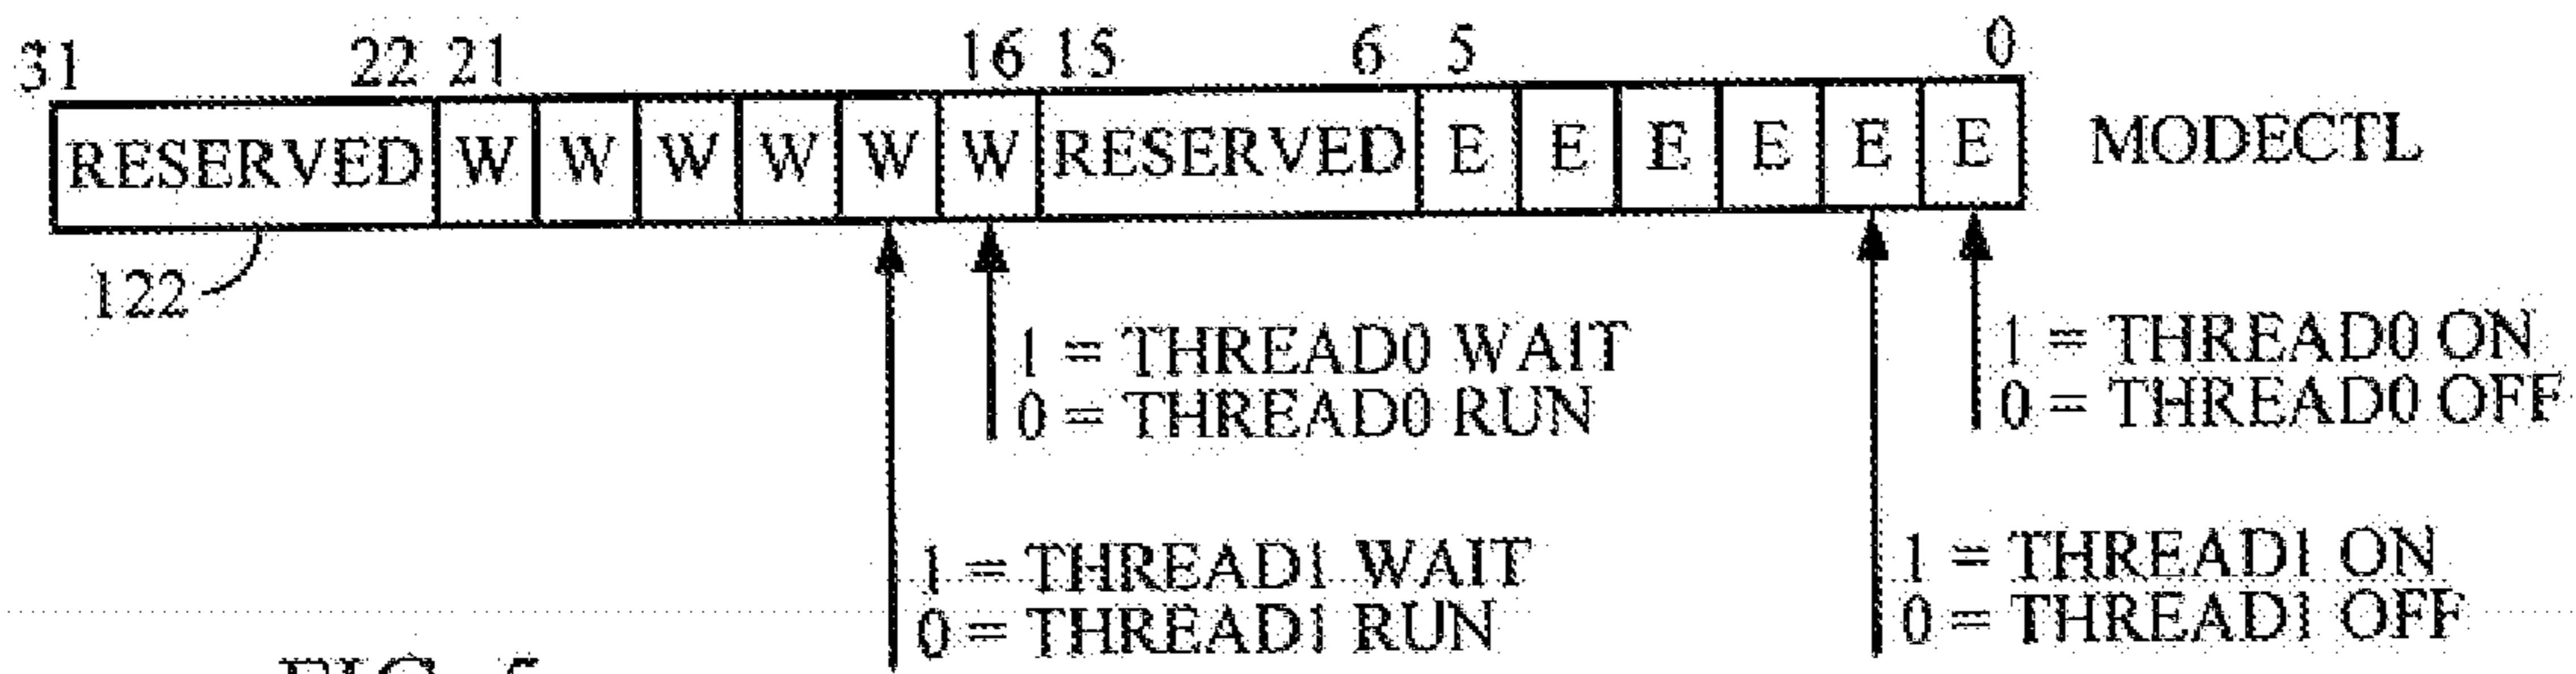 31 22 21 16 15 6 5 0
RESERVED W W W W W W RESERVED E E E E E E MODECTL
122
1 = THREAD0 WAIT
0 = THREAD0 RUN
1 = THREAD0 ON
0 = THREAD0 OFF
1 = THREAD1 WAIT
0 = THREAD1 RUN
1 = THREAD1 ON
0 = THREAD1 OFF